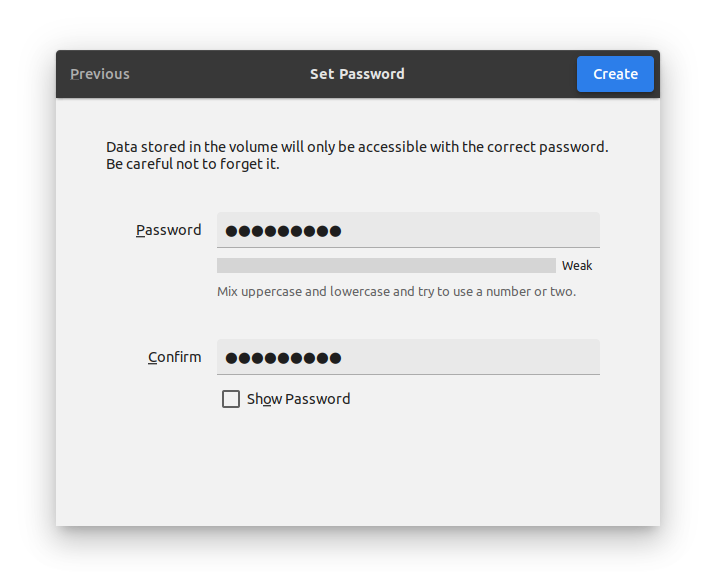 Previous Set Password Create
Data stored in the volume will only be accessible with the correct password.
Be careful not to forget it.
Password ●●●●●●●●●
Weak
Mix uppercase and lowercase and try to use a number or two.
Confirm ●●●●●●●●●
Show Password